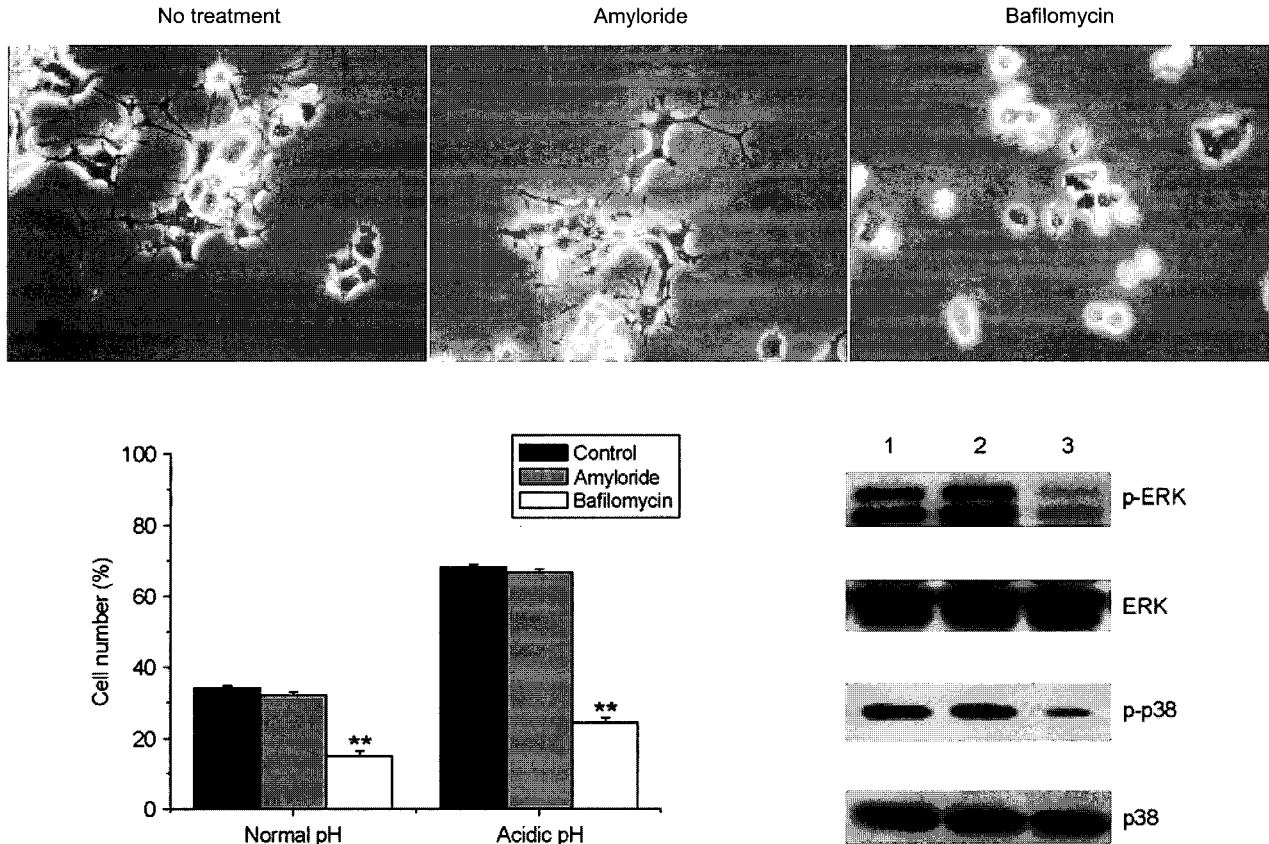 No treatment
Amyloride
Bafilomycin
100
80
60
40
20
0
Cell number (%)
Control
Amyloride
Bafilomycin
**
**
Normal pH
Acidic pH
1 2 3
p-ERK
ERK
p-p38
p38